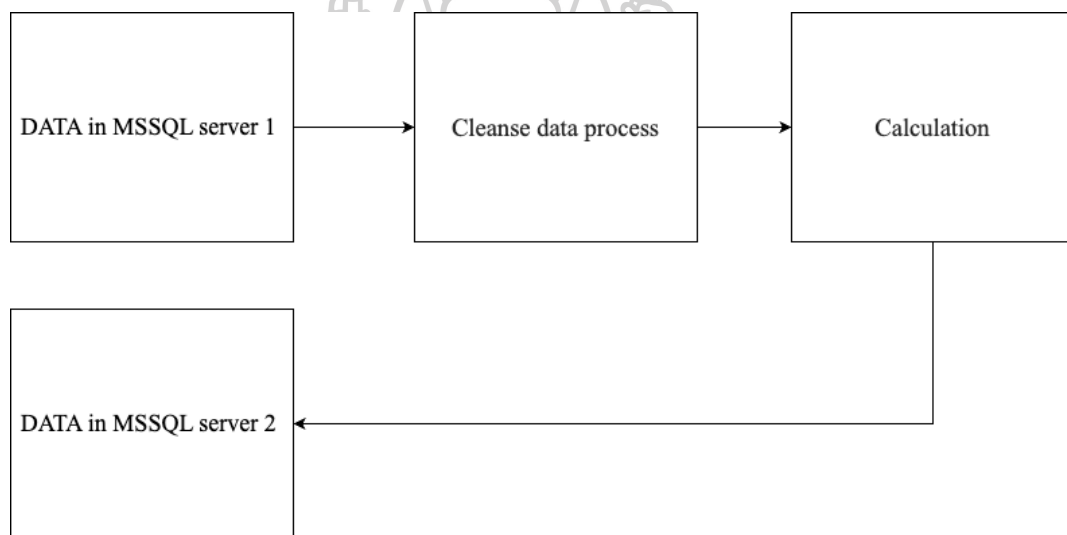 DATA in MSSQL server 1
Cleanse data process
Calculation
DATA in MSSQL server 2